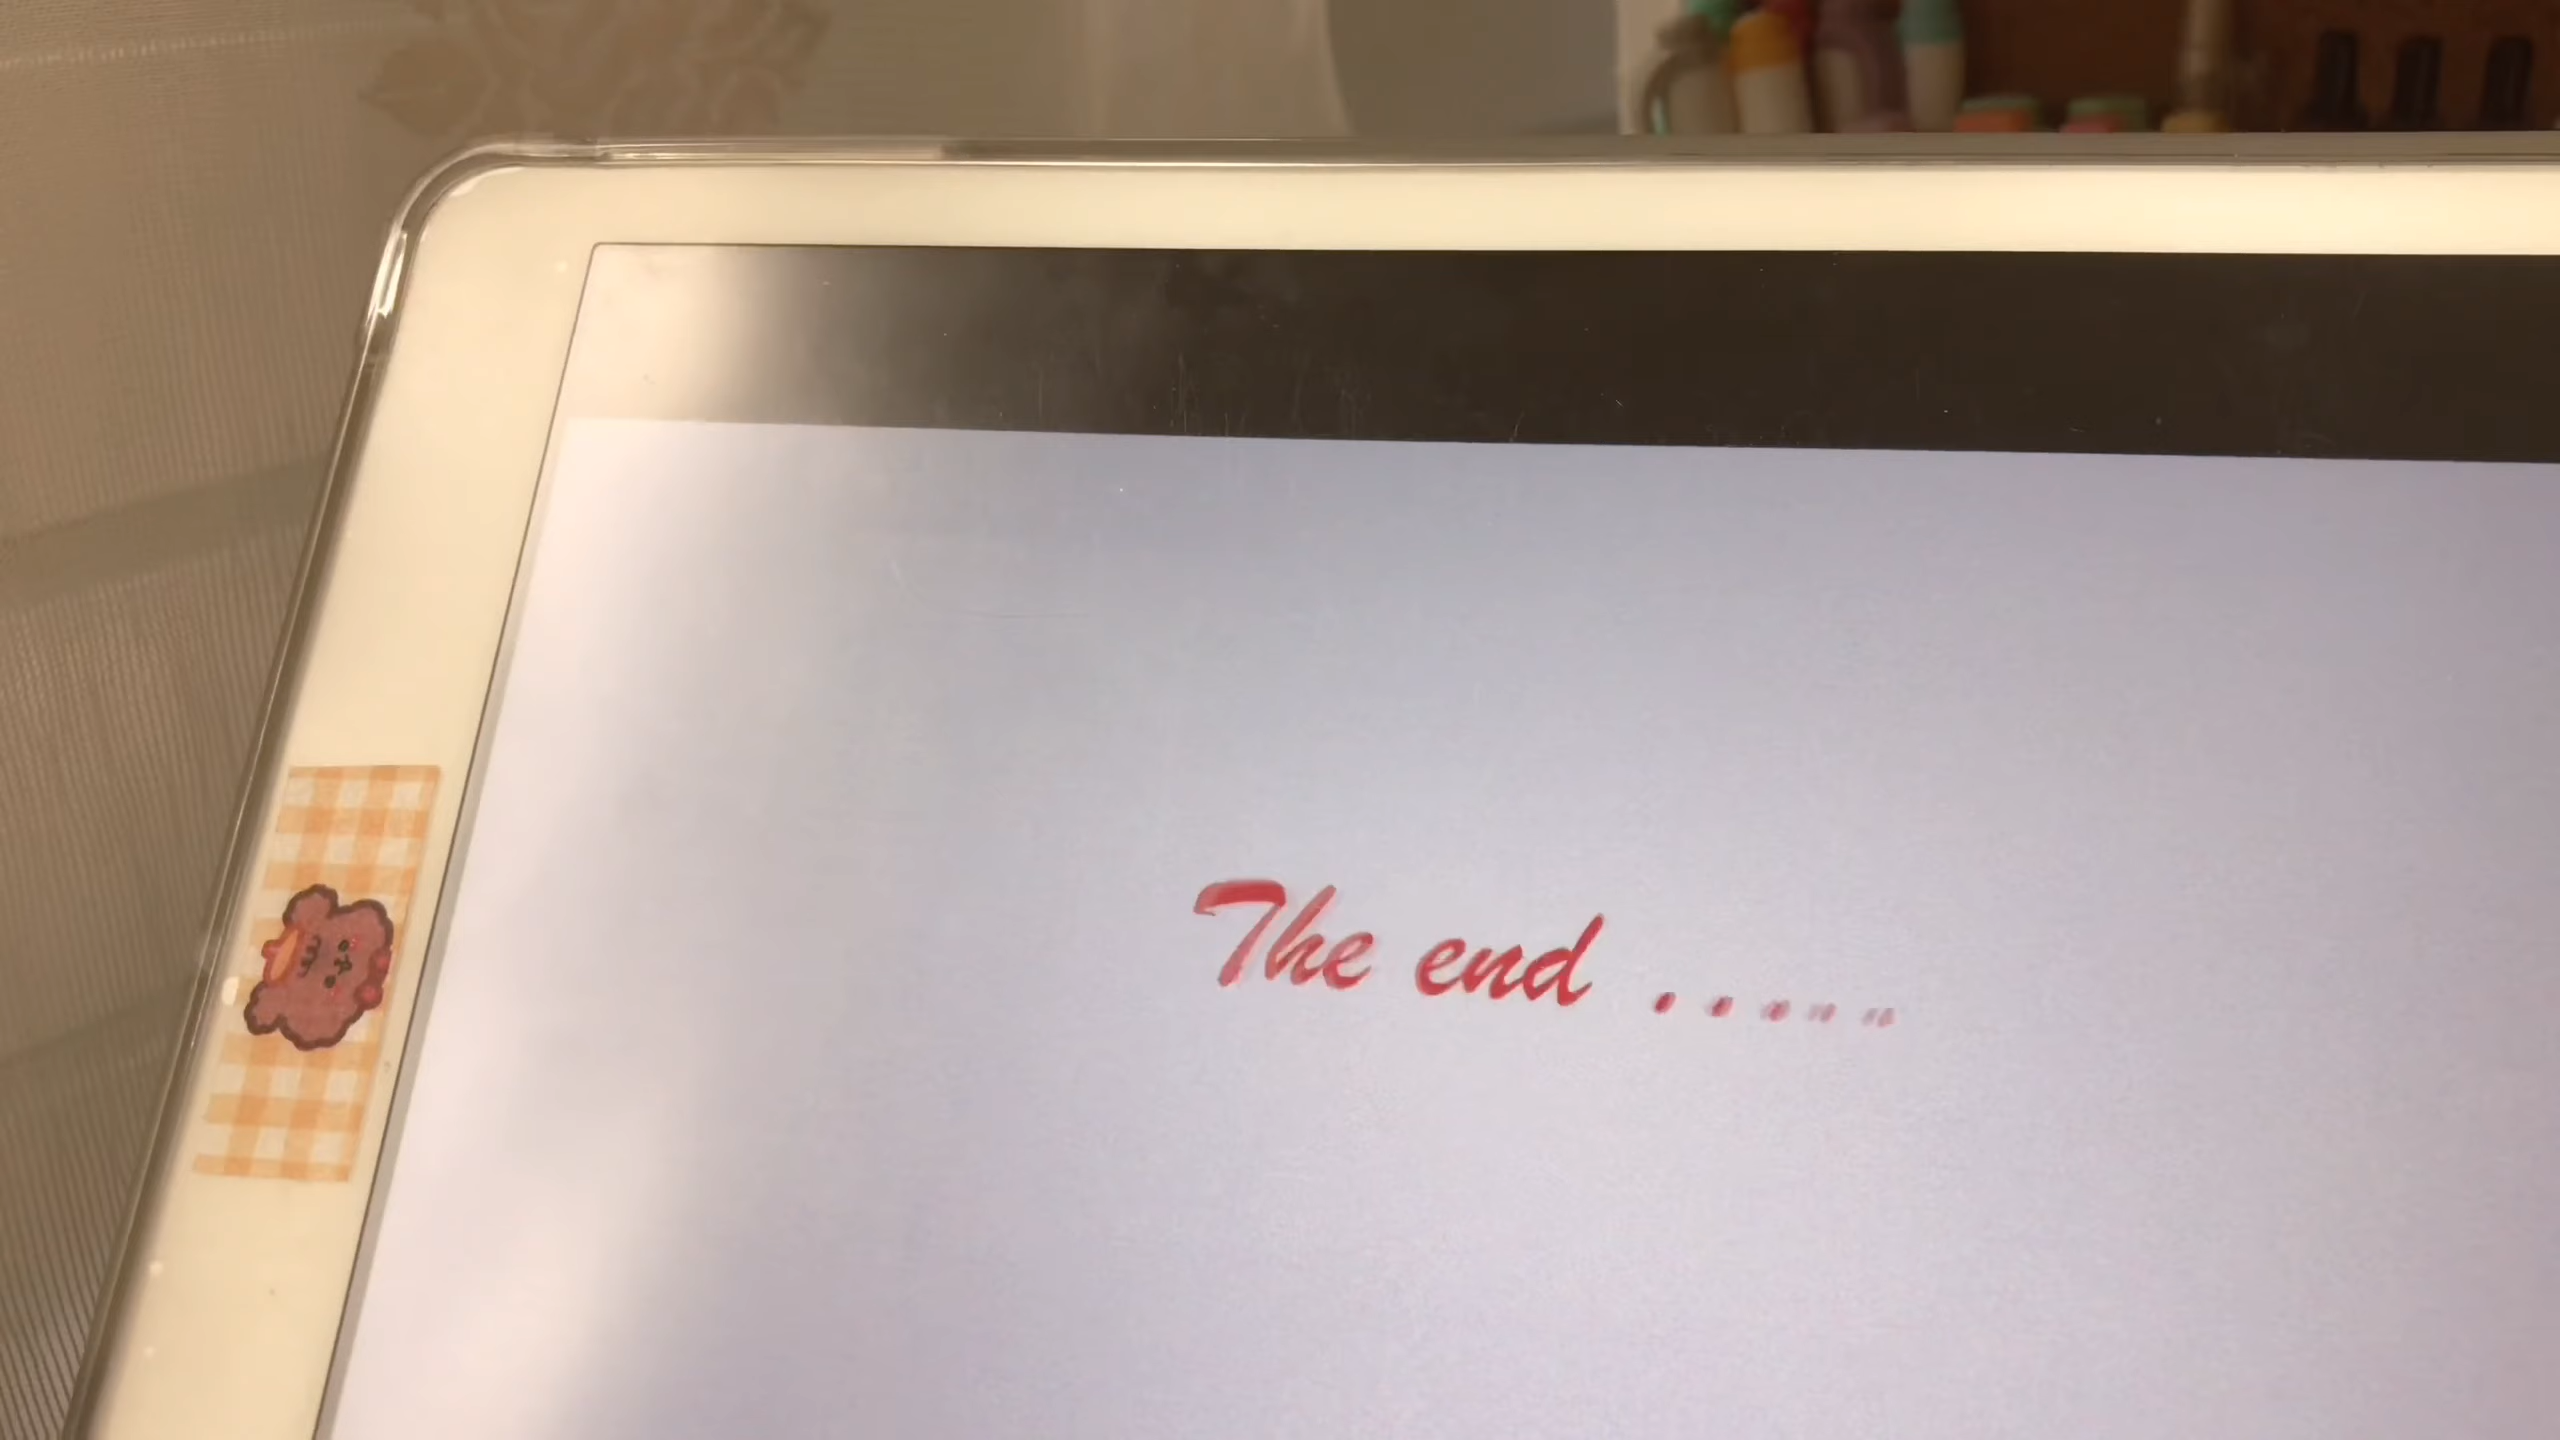 The end .....